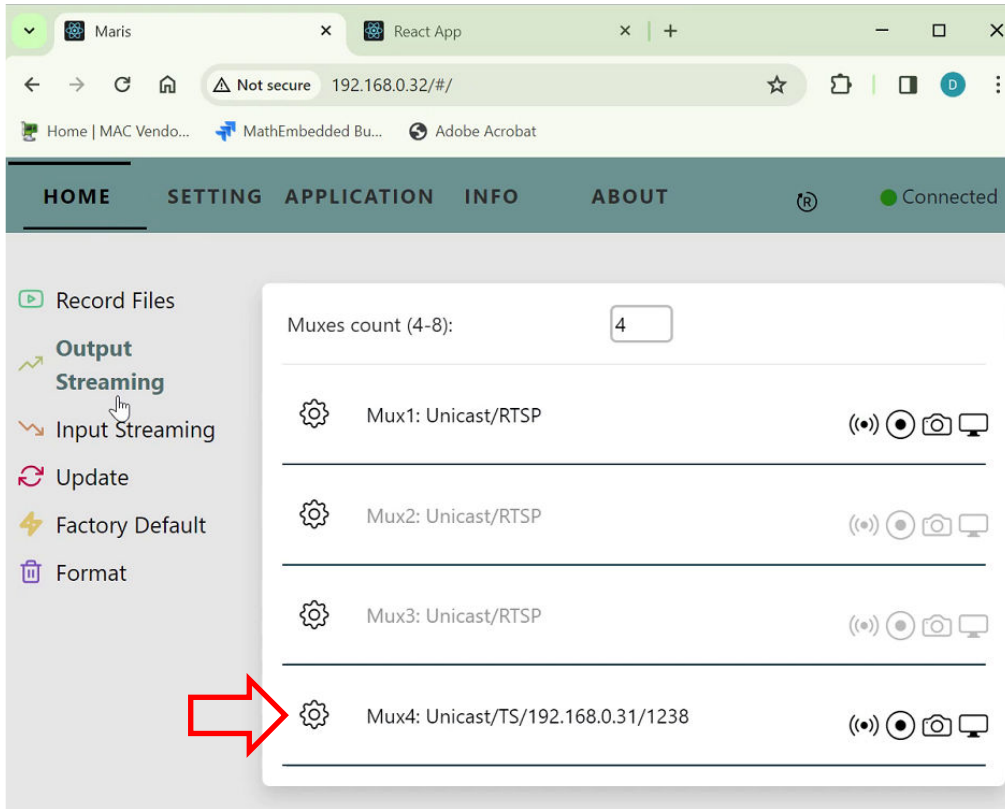 Maris
React App
Not secure 192.168.0.32/#/
D
Home | MAC Vendo... MathEmbedded Bu... Adobe Acrobat
HOME SETTING APPLICATION INFO ABOUT R Connected
Record Files
Output
Streaming
Input Streaming
Update
Factory Default
Format
Muxes count (4-8): 4
Mux1: Unicast/RTSP
Mux2: Unicast/RTSP
Mux3: Unicast/RTSP
Mux4: Unicast/TS/192.168.0.31/1238